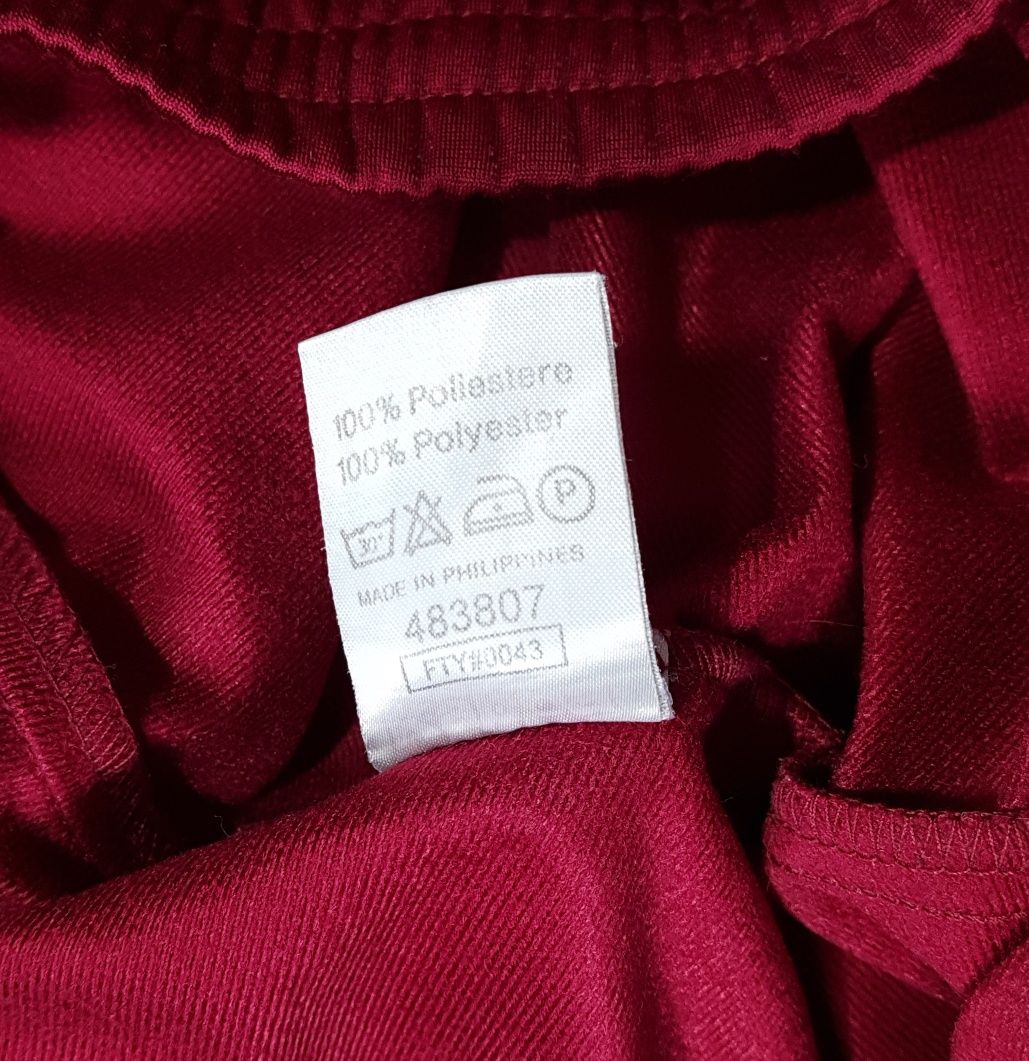 100% Poliestere
100% Polyester
30° P
MADE IN PHILIPPINES
483807
FTY#0043